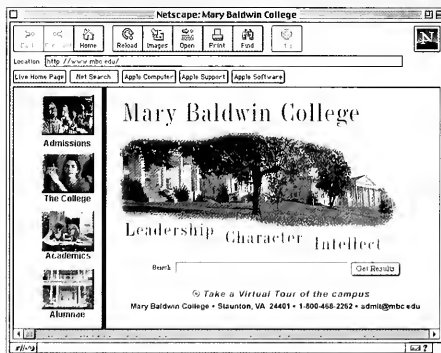 Netscape: Mary Baldwin College
Home Reload Images Open Print Find
Location: http://www.mbc.edu/
Live Home Page Net Search Apple Computer Apple Support Apple Software
Mary Baldwin College
Admissions
The College
Academics
Alumnae
Leadership Character Intellect
Search Get Results
Take a Virtual Tour of the campus
Mary Baldwin College • Staunton, VA 24401 • 1-800-468-2262 • admit@mbc.edu